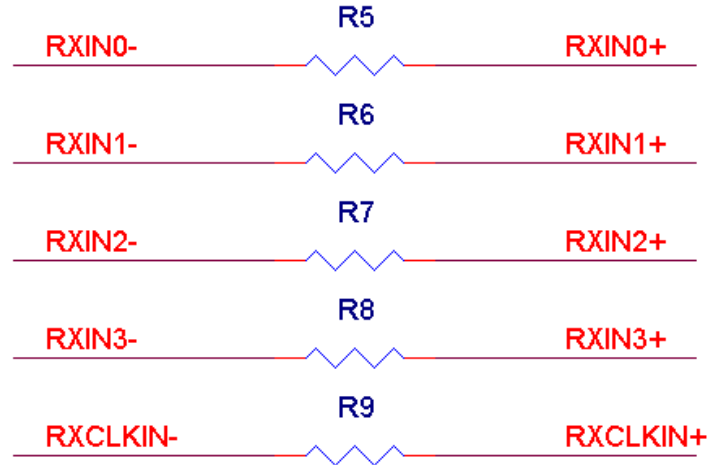 R5
RXIN0- RXIN0+
R6
RXIN1- RXIN1+
R7
RXIN2- RXIN2+
R8
RXIN3- RXIN3+
R9
RXCLKIN- RXCLKIN+